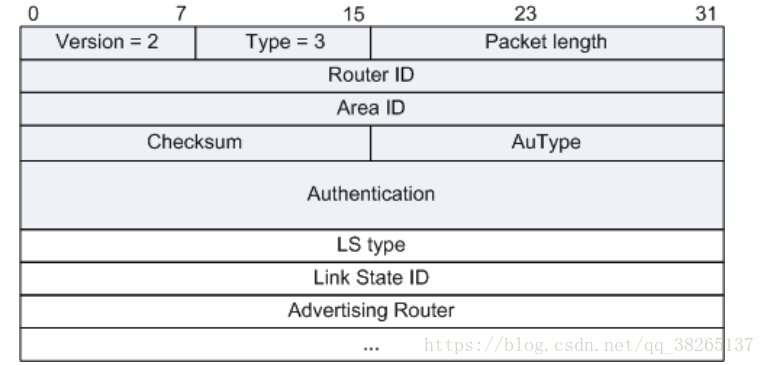 0 7 15 23 31
Version = 2 Type = 3 Packet length
Router ID
Area ID
Checksum AuType
Authentication
LS type
Link State ID
Advertising Router
... https://blog.csdn.net/qq_38265137